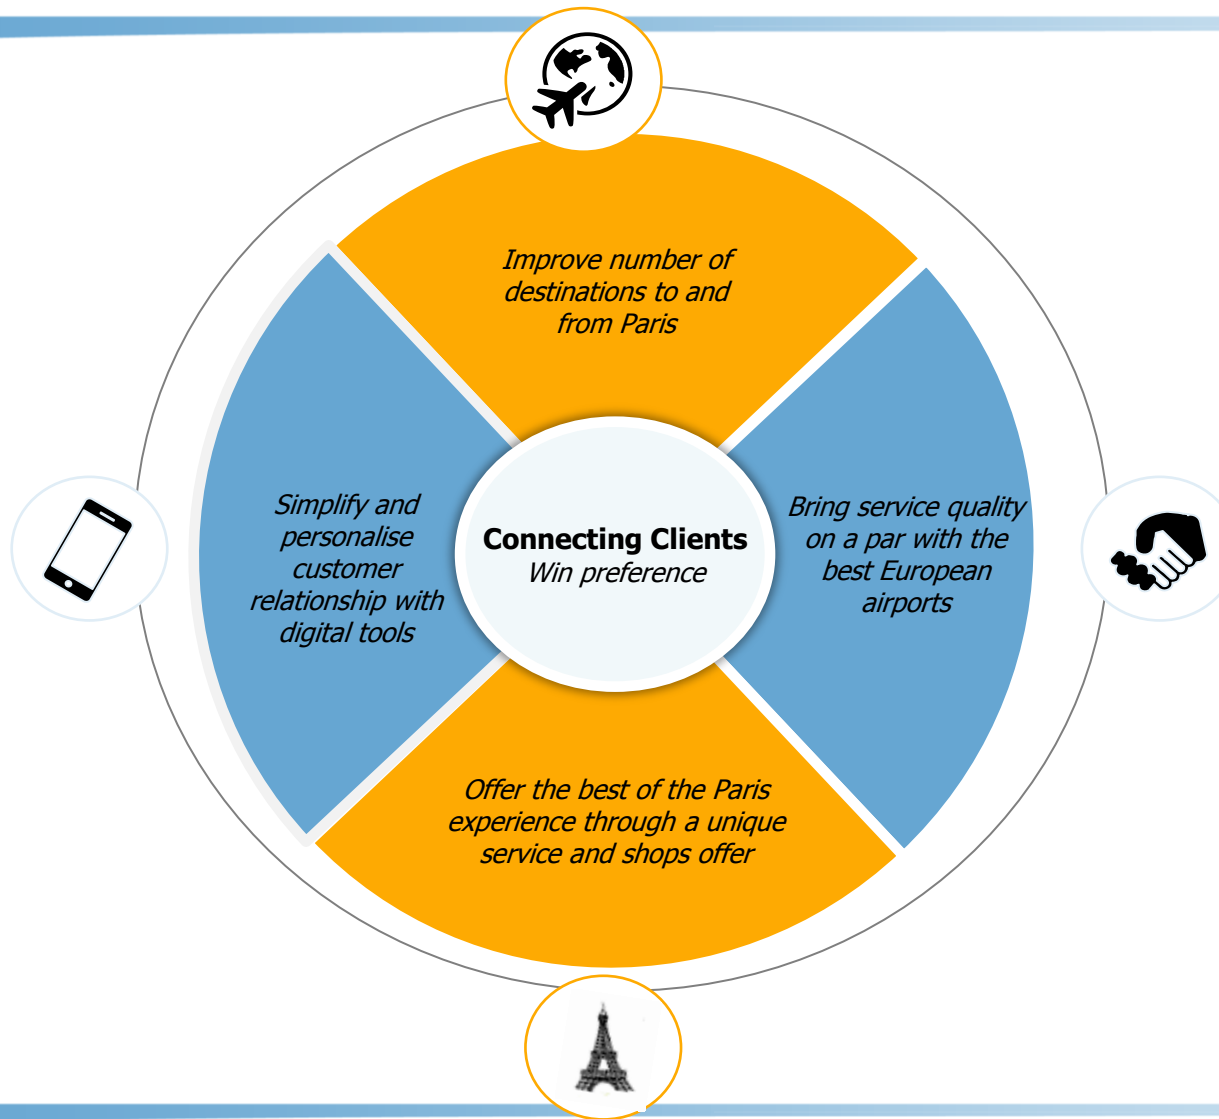 Improve number of
destinations to and
from Paris
Simplify and
personalise
customer
relationship with
digital tools
Connecting Clients
Win preference
Bring service quality
on a par with the
best European
airports
Offer the best of the Paris
experience through a unique
service and shops offer